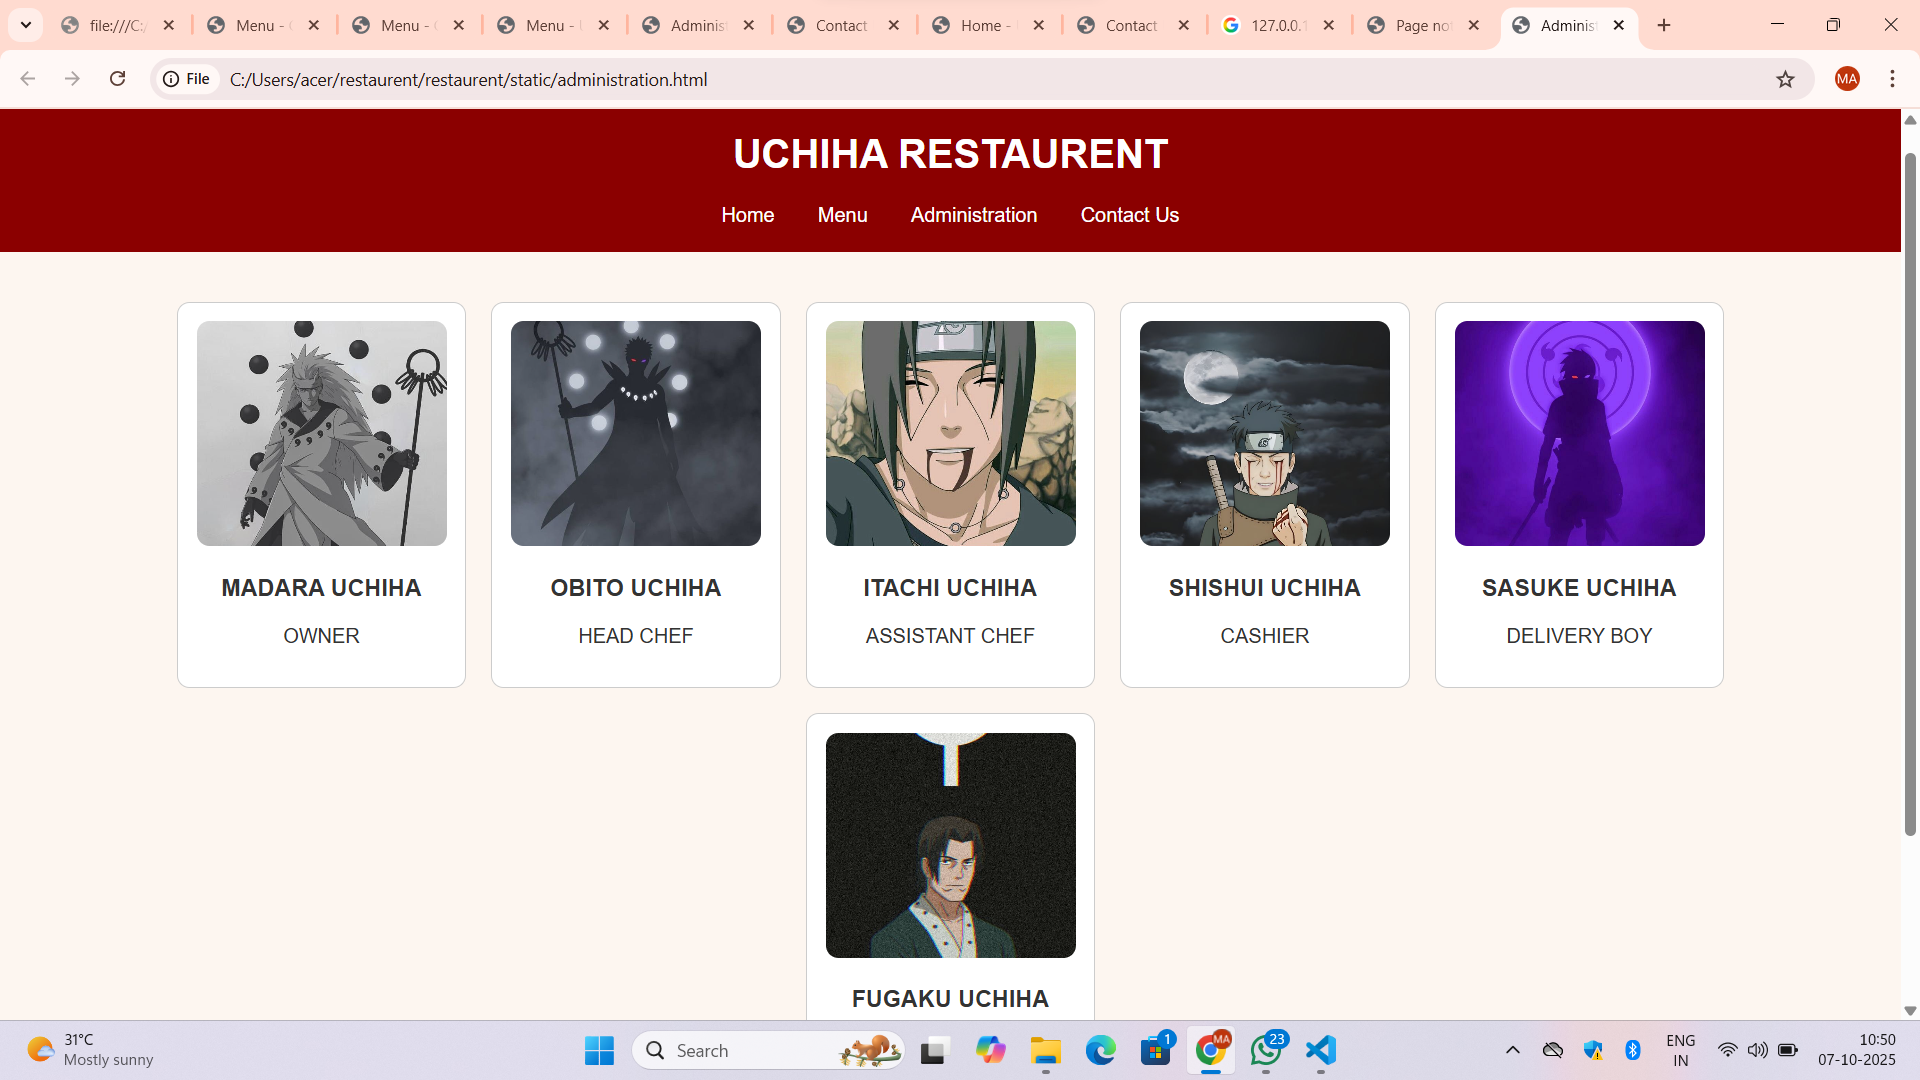 file:///C:/
Menu - 
Menu - 
Menu - 
Adminis
Contact
Home - 
Contact
127.0.0.1
Page no
Adminis
File
C:/Users/acer/restaurent/restaurent/static/administration.html
MA
UCHIHA RESTAURENT
Home Menu Administration Contact Us
MADARA UCHIHA
OWNER
OBITO UCHIHA
HEAD CHEF
ITACHI UCHIHA
ASSISTANT CHEF
SHISHUI UCHIHA
CASHIER
SASUKE UCHIHA
DELIVERY BOY
FUGAKU UCHIHA
31°C
Mostly sunny
Search
1
MA
23
ENG
IN
10:50
07-10-2025